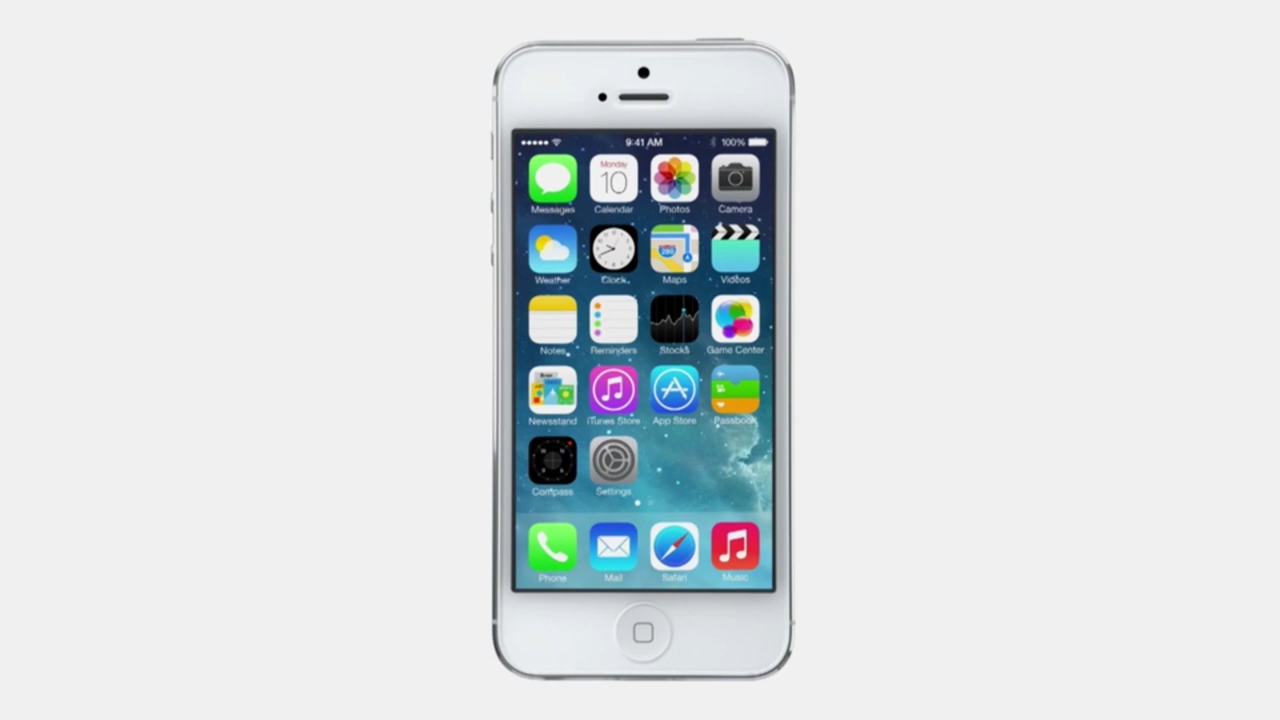 9:41 AM 100%
Monday
10
Messages Calendar Photos Camera
280
Weather Clock Maps Videos
Notes Reminders Stocks Game Center
Newsstand iTunes Store App Store Passbook
Compass Settings
Phone Mail Safari Music